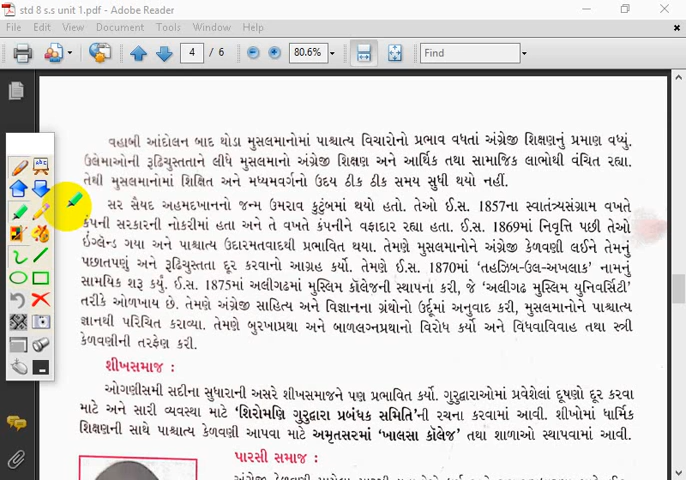 std 8 s.s unit 1.pdf - Adobe Reader
File Edit View Document Tools Window Help
4 / 6 80.6% Find
વહાબી આંદોલન બાદ થોડા મુસલમાનોમાં પાશ્ચાત્ય વિચારોનો પ્રભાવ વધતાં અંગ્રેજી શિક્ષણનું પ્રમાણ વધ્યું.
ઉલેમાઓની રૂઢિચુસ્તતાને લીધે મુસલમાનો અંગ્રેજી શિક્ષણ અને આર્થિક તથા સામાજિક લાભોથી વંચિત રહ્યા.
તેથી મુસલમાનોમાં શિક્ષિત અને મધ્યમવર્ગનો ઉદય ઠીક ઠીક સમય સુધી થયો નહીં.
સર સૈયદ અહમદખાનનો જન્મ ઉમરાવ કુટુંબમાં થયો હતો. તેઓ ઈ.સ. 1857ના સ્વાતંત્ર્યસંગ્રામ વખતે
કંપની સરકારની નોકરીમાં હતા અને તે વખતે કંપનીને વફાદાર રહ્યા હતા. ઈ.સ. 1869માં નિવૃત્તિ પછી તેઓ
ઇંગ્લેન્ડ ગયા અને પાશ્ચાત્ય ઉદારમતવાદથી પ્રભાવિત થયા. તેમણે મુસલમાનોને અંગ્રેજી કેળવણી લઈને તેમનું
પછાતપણું અને રૂઢિચુસ્તતા દૂર કરવાનો આગ્રહ કર્યો. તેમણે ઈ.સ. 1870માં 'તહઝિબ-ઉલ-અખલાક' નામનું
સામયિક શરૂ કર્યું. ઈ.સ. 1875માં અલીગઢમાં મુસ્લિમ કૉલેજની સ્થાપના કરી, જે 'અલીગઢ મુસ્લિમ યુનિવર્સિટી'
તરીકે ઓળખાય છે. તેમણે અંગ્રેજી સાહિત્ય અને વિજ્ઞાનના ગ્રંથોનો ઉર્દૂમાં અનુવાદ કરી, મુસલમાનોને પાશ્ચાત્ય
જ્ઞાનથી પરિચિત કરાવ્યા. તેમણે બુરખાપ્રથા અને બાળલગ્નપ્રથાનો વિરોધ કર્યો અને વિધવાવિવાહ તથા સ્ત્રી
કેળવણીની તરફેણ કરી.
શીખસમાજ :
ઓગણીસમી સદીના સુધારાની અસરે શીખસમાજને પણ પ્રભાવિત કર્યો. ગુરુદ્વારાઓમાં પ્રવેશેલાં દૂષણો દૂર કરવા
માટે અને સારી વ્યવસ્થા માટે 'શિરોમણિ ગુરુદ્વારા પ્રબંધક સમિતિ'ની રચના કરવામાં આવી. શીખોમાં ધાર્મિક
શિક્ષણની સાથે પાશ્ચાત્ય કેળવણી આપવા માટે અમૃતસરમાં 'ખાલસા કૉલેજ' તથા શાળાઓ સ્થાપવામાં આવી.
પારસી સમાજ :